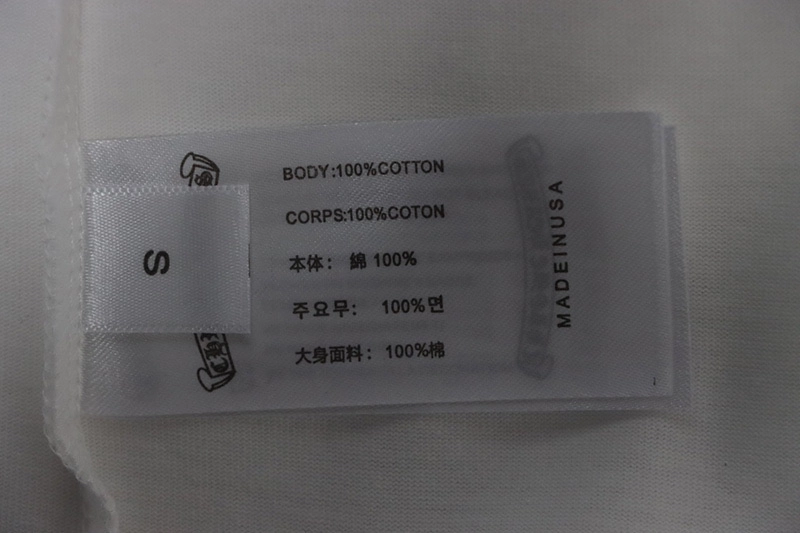 BODY:100%COTTON
CORPS:100%COTON
本体： 綿 100%
주요무： 100%면
大身面料：100%棉
S
MADEINUSA